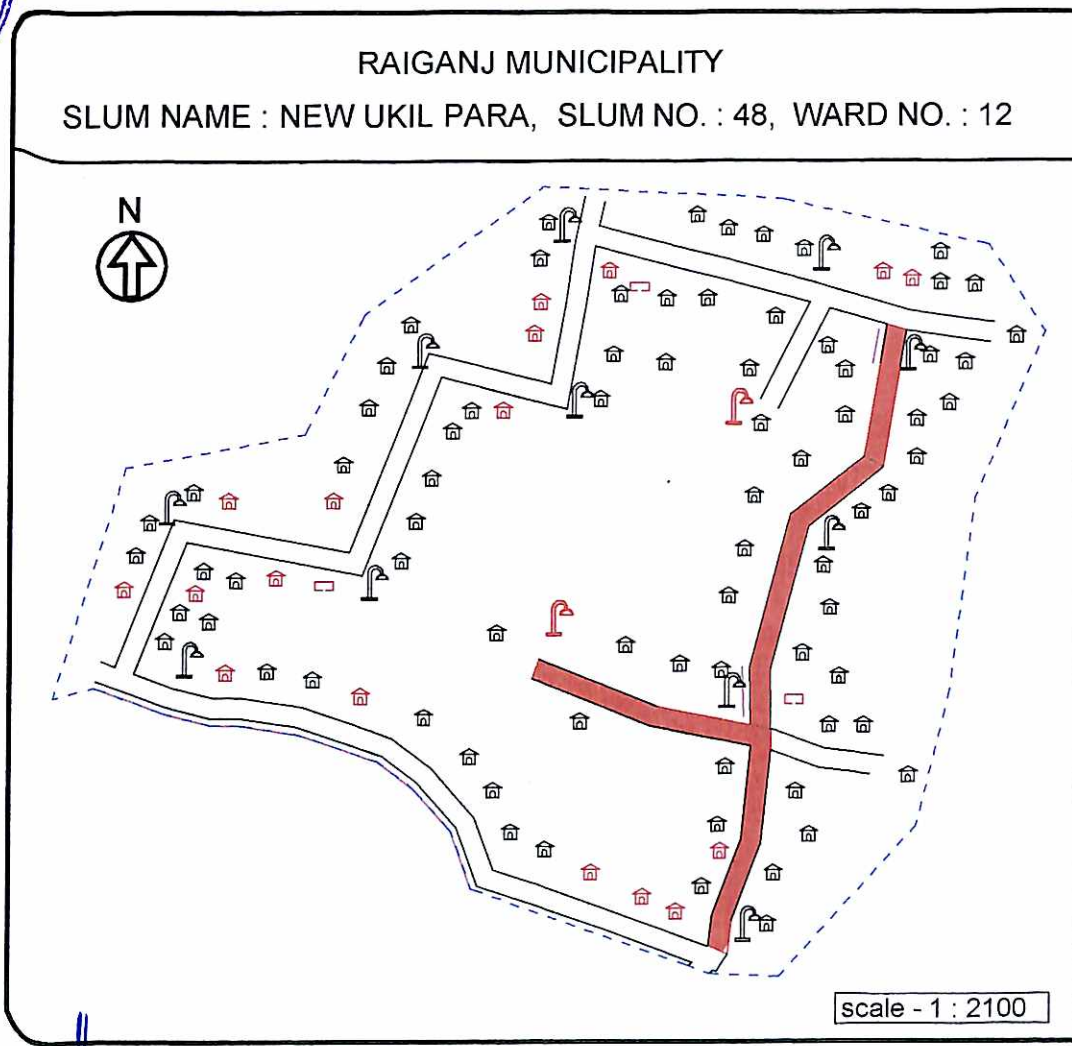 RAIGANJ MUNICIPALITY
SLUM NAME : NEW UKIL PARA, SLUM NO. : 48, WARD NO. : 12
N
scale - 1 : 2100